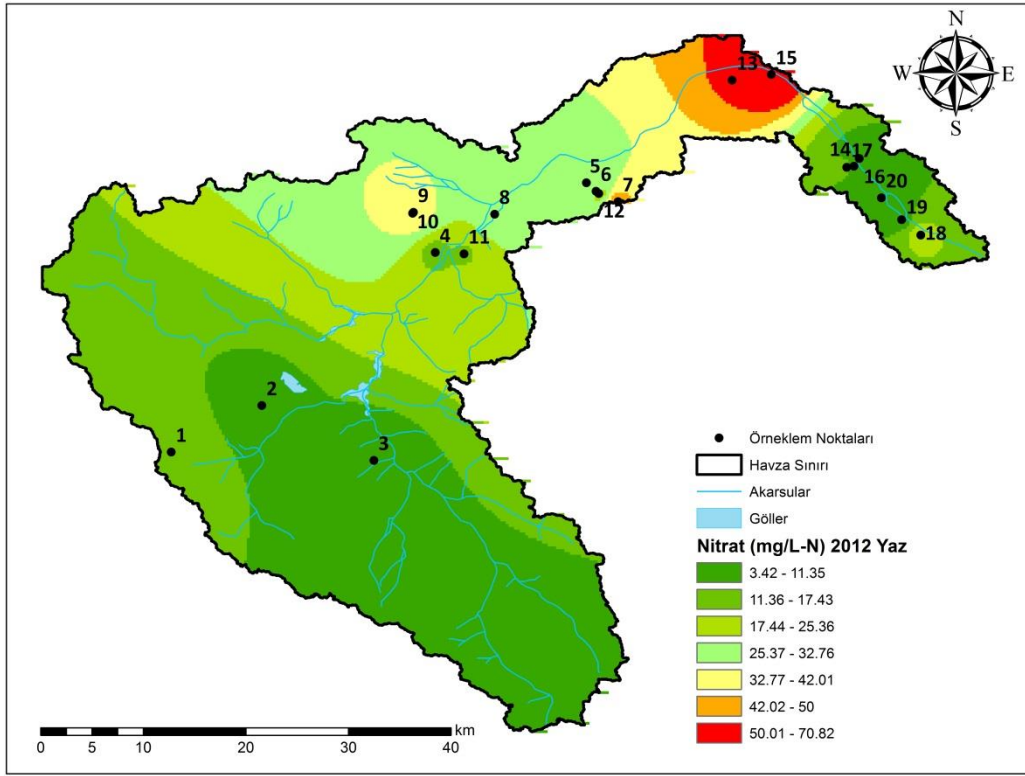 N
W E
S
13 15
14 17
16 20
19
18
5
6
7
12
9
10
8
4 11
2
1
3
Örneklem Noktaları
Havza Sınırı
Akarsular
Göller
Nitrat (mg/L-N) 2012 Yaz
3.42 - 11.35
11.36 - 17.43
17.44 - 25.36
25.37 - 32.76
32.77 - 42.01
42.02 - 50
50.01 - 70.82
km
0 5 10 20 30 40